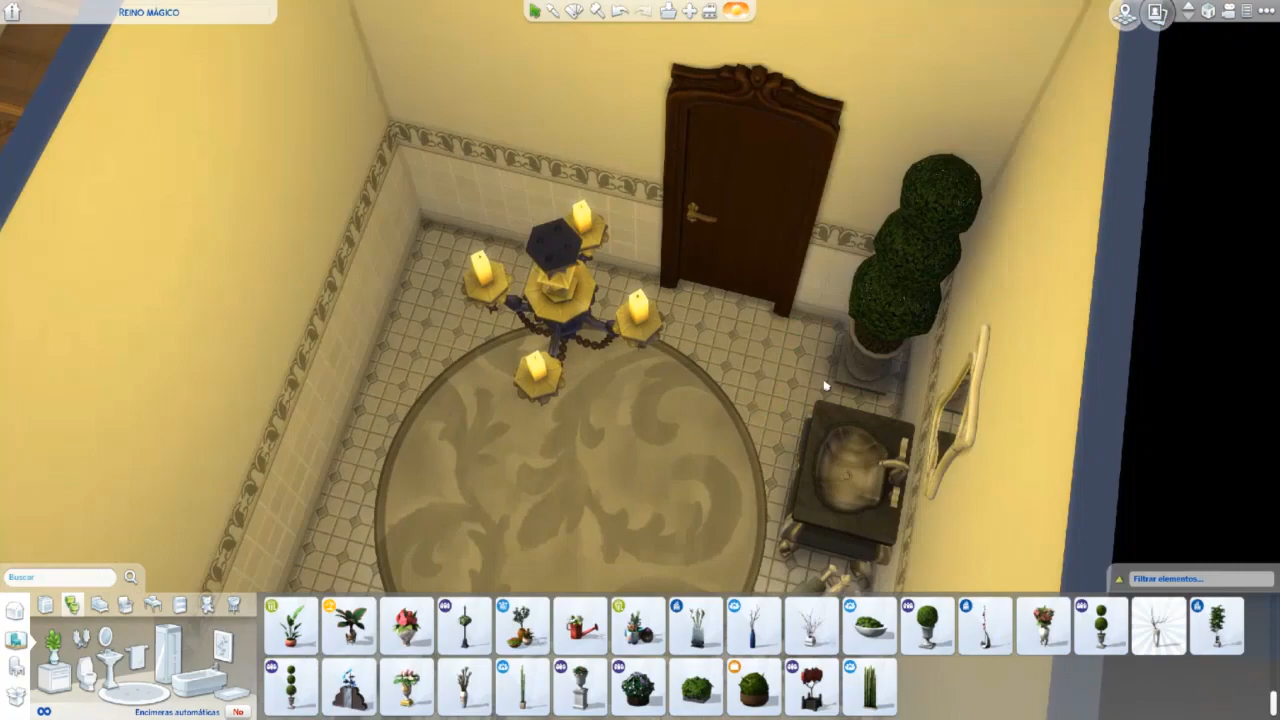 REINO MÁGICO
Buscar
Filtrar elementos...
Encimeras automáticas
No